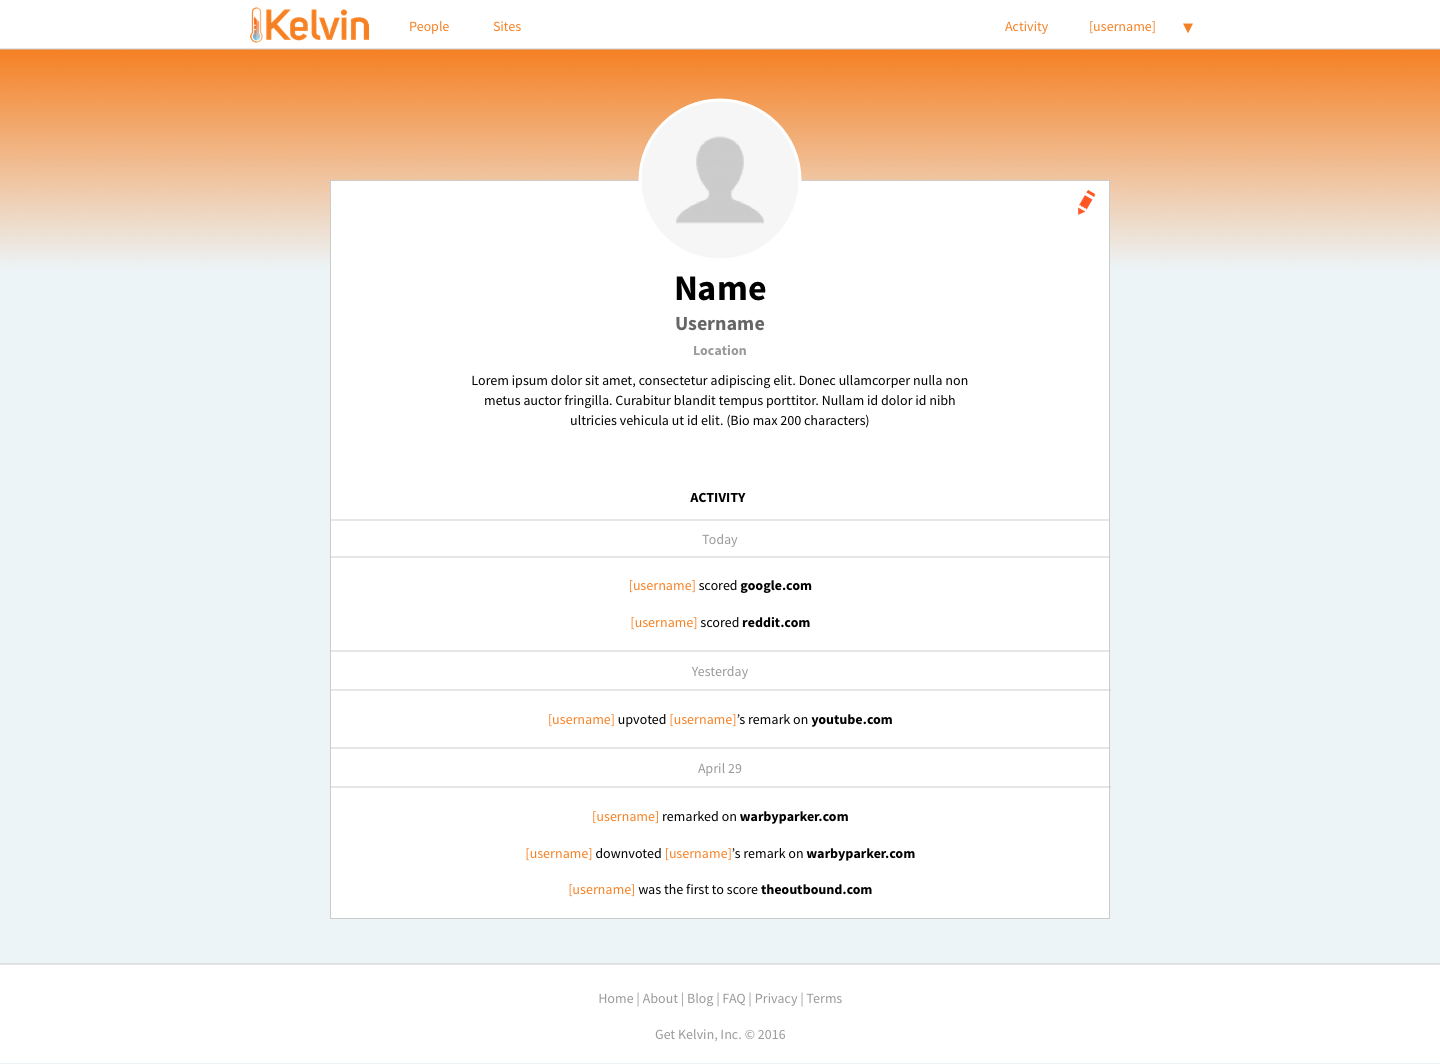 Kelvin People Sites Activity [username] ▼
Name
Username
Location
Lorem ipsum dolor sit amet, consectetur adipiscing elit. Donec ullamcorper nulla non
metus auctor fringilla. Curabitur blandit tempus porttitor. Nullam id dolor id nibh
ultricies vehicula ut id elit. (Bio max 200 characters)
ACTIVITY
Today
[username] scored google.com
[username] scored reddit.com
Yesterday
[username] upvoted [username]’s remark on youtube.com
April 29
[username] remarked on warbyparker.com
[username] downvoted [username]’s remark on warbyparker.com
[username] was the first to score theoutbound.com
Home | About | Blog | FAQ | Privacy | Terms
Get Kelvin, Inc. © 2016